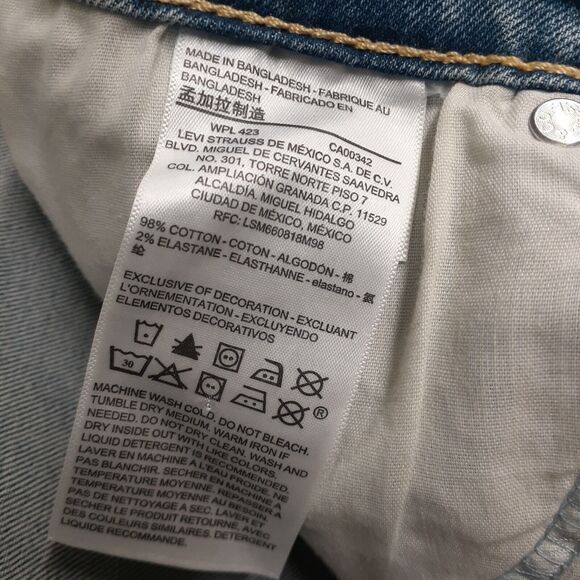 MADE IN BANGLADESH - FABRIQUE AU
BANGLADESH - FABRICADO EN
BANGLADESH
孟加拉制造
WPL 423 CA00342
LEVI STRAUSS DE MÉXICO S.A. DE C.V.
BLVD. MIGUEL DE CERVANTES SAAVEDRA
NO. 301, TORRE NORTE PISO 7
COL. AMPLIACIÓN GRANADA C.P. 11529
ALCALDÍA. MIGUEL HIDALGO
CIUDAD DE MÉXICO, MÉXICO
RFC: LSM660818M98
98% COTTON - COTON - ALGODÓN - 棉
2% ELASTANE - ELASTHANNE - elastano - 氨
纶
EXCLUSIVE OF DECORATION - EXCLUANT
L'ORNEMENTATION - EXCLUYENDO
ELEMENTOS DECORATIVOS
30 ®
MACHINE WASH COLD. DO NOT BLEACH.
TUMBLE DRY MEDIUM. WARM IRON IF
NEEDED. DO NOT DRY CLEAN. WASH AND
DRY INSIDE OUT WITH LIKE COLORS.
LIQUID DETERGENT IS RECOMMENDED.
LAVER EN MACHINE À L'EAU FROIDE. NE
PAS BLANCHIR. SECHER EN MACHINE À
TEMPÉRATURE MOYENNE. REPASSER À
TEMPÉRATURE MOYENNE AU BESOIN.
PAS DE NETTOYAGE A SEC. LAVER ET
SÉCHER LE PRODUIT RETOURNE, AVEC
DES COULEURS SIMILAIRES. DETERGENT
LIQUIDE RECOMMANDE.